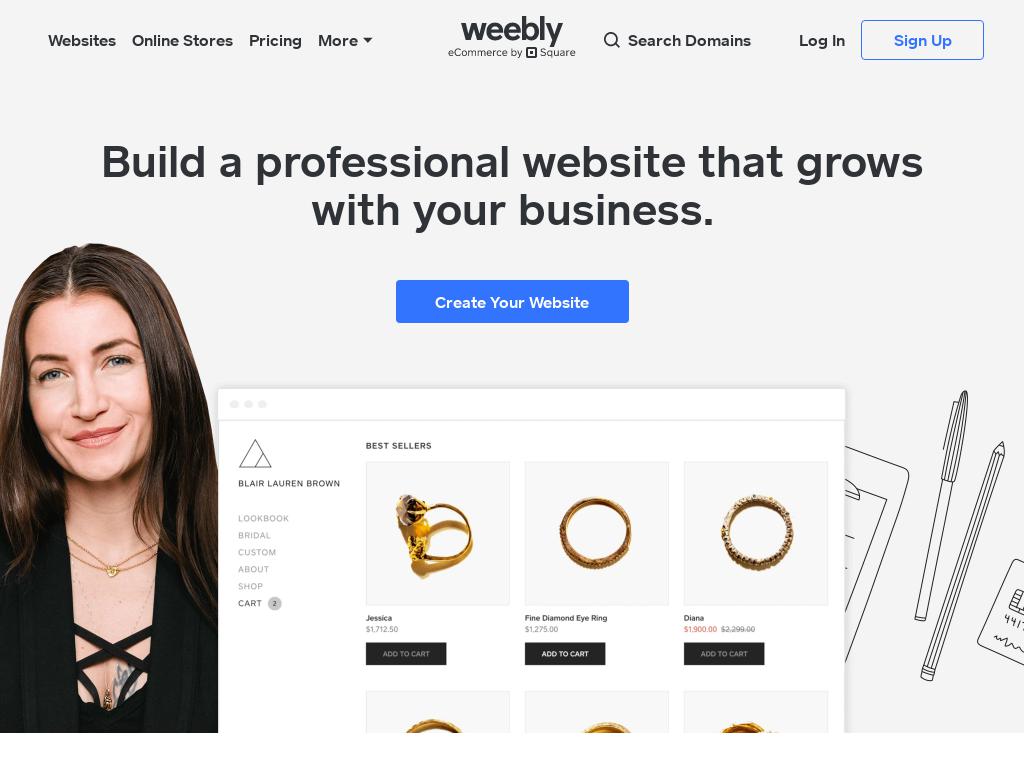 Websites Online Stores Pricing More
weebly
eCommerce by Square
Search Domains
Log In
Sign Up
Build a professional website that grows
with your business.
Create Your Website
BLAIR LAUREN BROWN
LOOKBOOK
BRIDAL
CUSTOM
ABOUT
SHOP
CART 2
BEST SELLERS
Jessica
$1,712.50
ADD TO CART
Fine Diamond Eye Ring
$1,275.00
ADD TO CART
Diana
$1,900.00 $2,299.00
ADD TO CART